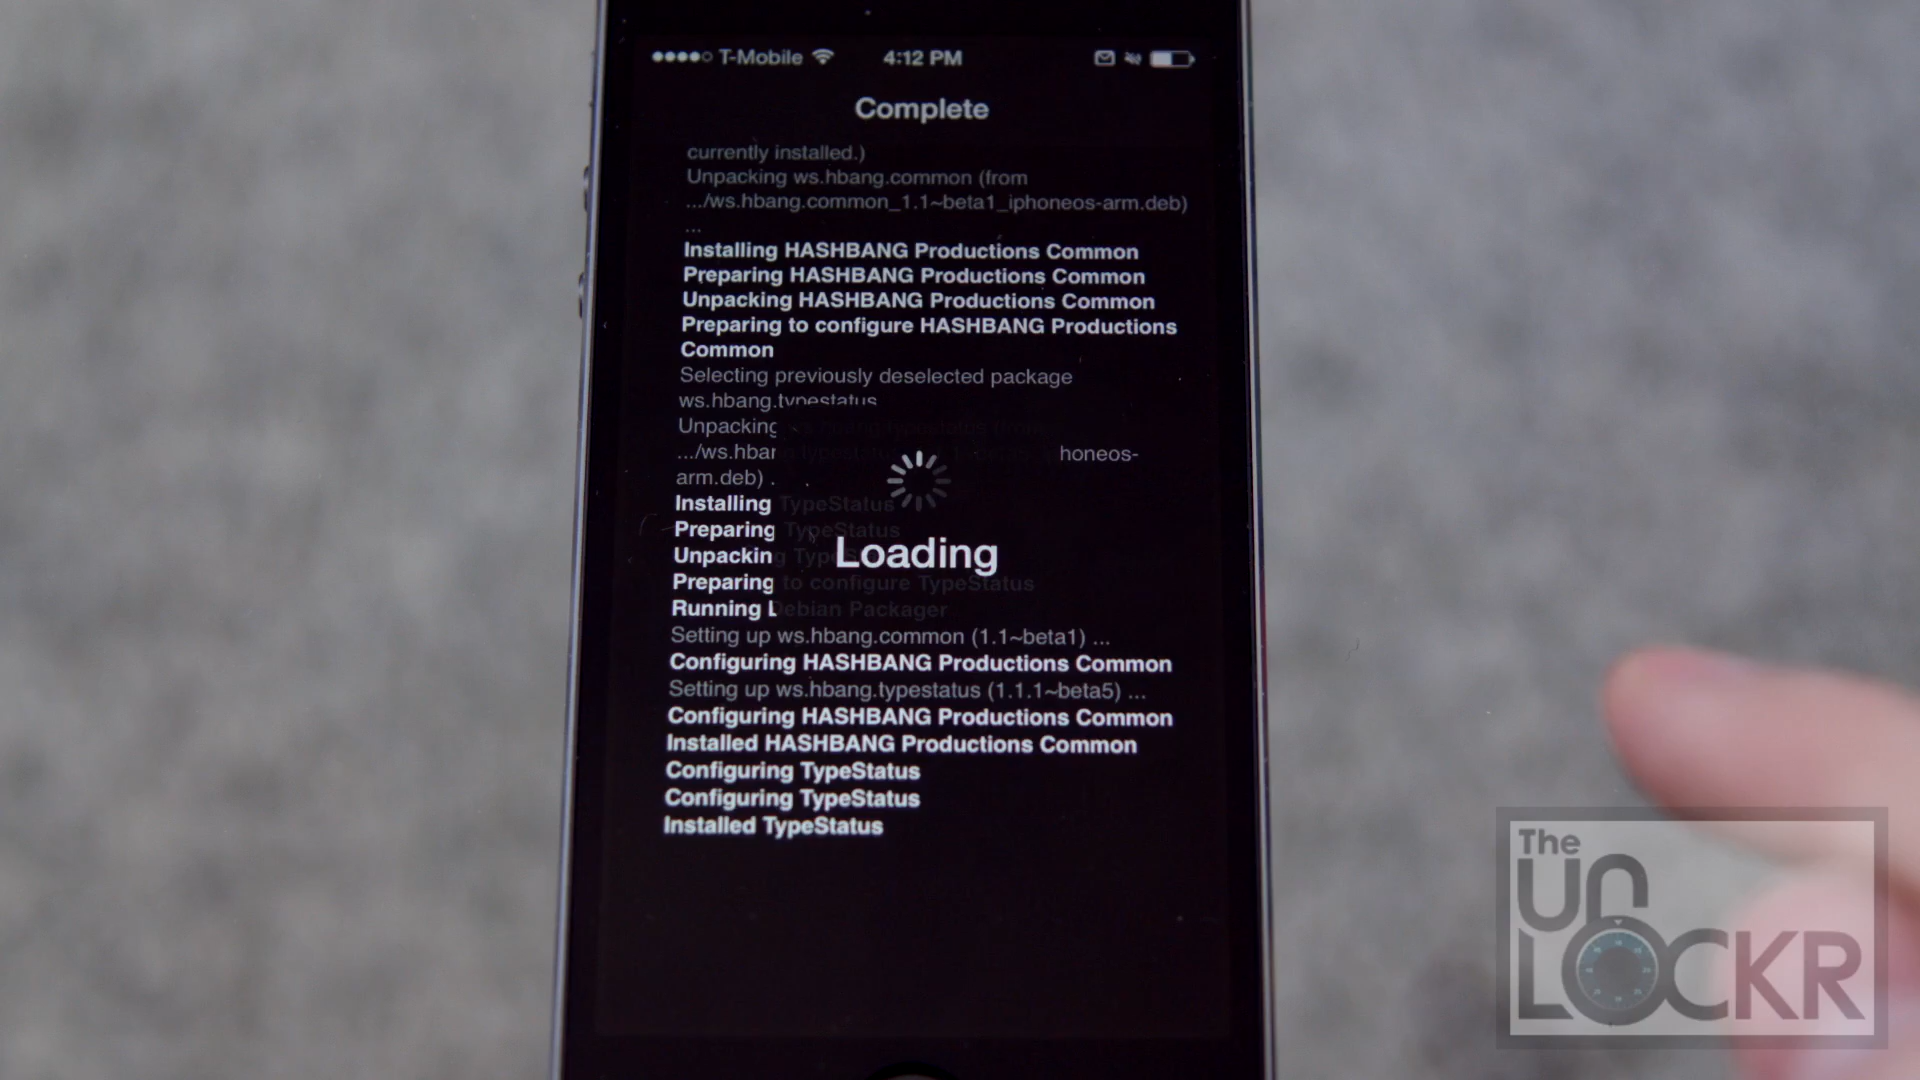 T-Mobile 4:12 PM
Complete
currently installed.)
Unpacking ws.hbang.common (from
.../ws.hbang.common_1.1~beta1_iphoneos-arm.deb)
...
Installing HASHBANG Productions Common
Preparing HASHBANG Productions Common
Unpacking HASHBANG Productions Common
Preparing to configure HASHBANG Productions
Common
Selecting previously deselected package
ws.hbang.typestatus
Unpacking ws.hbang.typestatus (from
.../ws.hbang.typestatus honeos-
arm.deb) .
Installing TypeStatus
Preparing TypeStatus
Unpacking TypeStatus
Loading
Preparing to configure TypeStatus
Running Debian Packager
Setting up ws.hbang.common (1.1~beta1) ...
Configuring HASHBANG Productions Common
Setting up ws.hbang.typestatus (1.1.1~beta5) ...
Configuring HASHBANG Productions Common
Installed HASHBANG Productions Common
Configuring TypeStatus
Configuring TypeStatus
Installed TypeStatus
The
UN
LOCKR